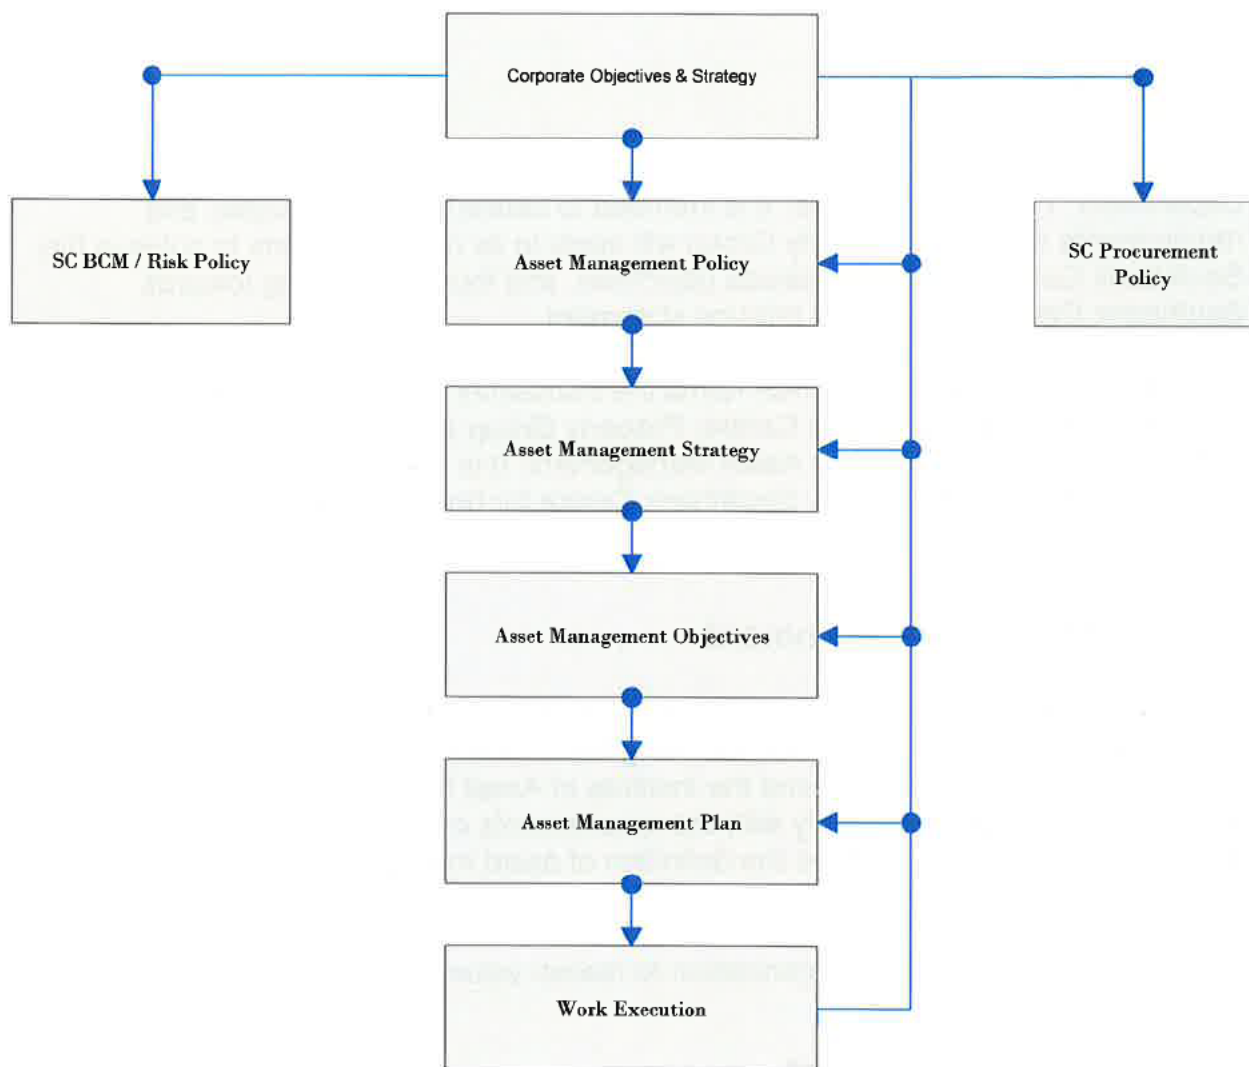 Corporate Objectives & Strategy
SC BCM / Risk Policy
Asset Management Policy
SC Procurement
Policy
Asset Management Strategy
Asset Management Objectives
Asset Management Plan
Work Execution